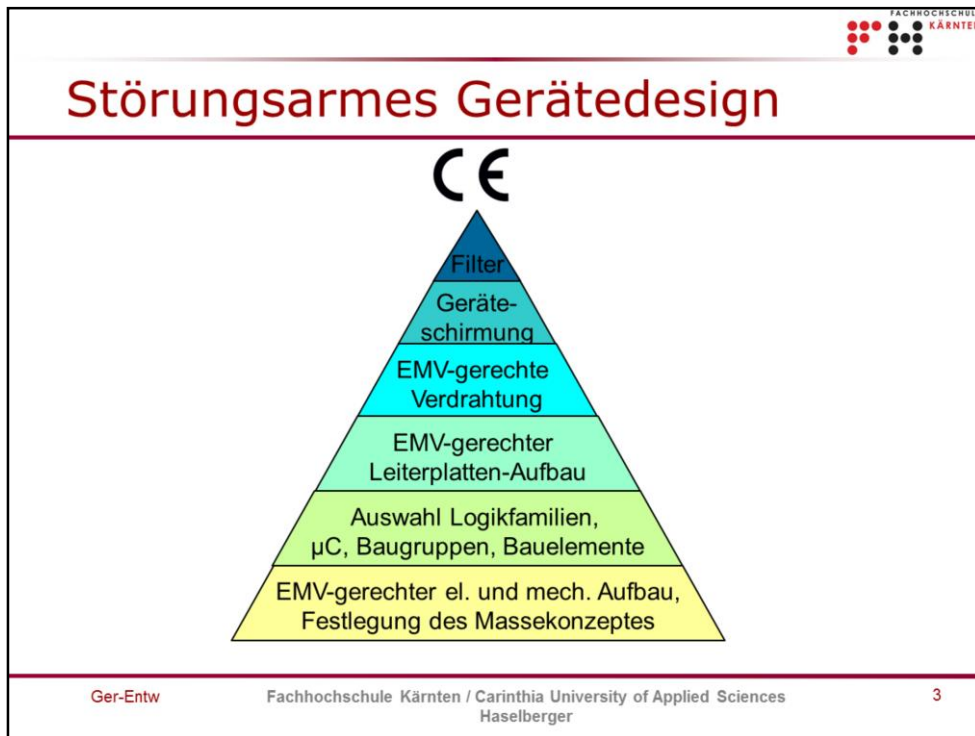 FACHHOCHSCHULE
KÄRNTEN
Störungsarmes Gerätedesign
CE
Filter
Geräte-
schirmung
EMV-gerechte
Verdrahtung
EMV-gerechter
Leiterplatten-Aufbau
Auswahl Logikfamilien,
µC, Baugruppen, Bauelemente
EMV-gerechter el. und mech. Aufbau,
Festlegung des Massekonzeptes
Ger-Entw
Fachhochschule Kärnten / Carinthia University of Applied Sciences
Haselberger
3